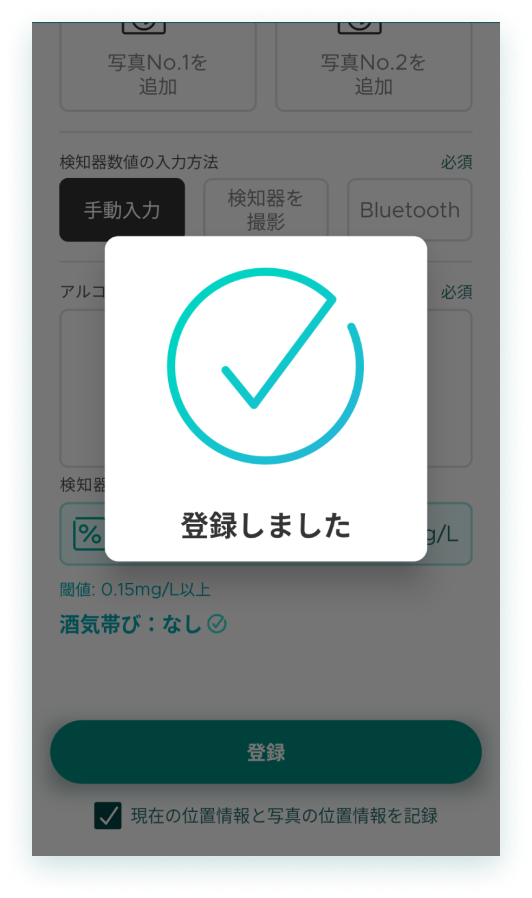 写真No.1を
追加
写真No.2を
追加
検知器数値の入力方法
必須
手動入力
検知器を
撮影
Bluetooth
アルコ
必須
登録しました
検知器
%
g/L
閾値: 0.15mg/L以上
酒気帯び：なし
登録
現在の位置情報と写真の位置情報を記録